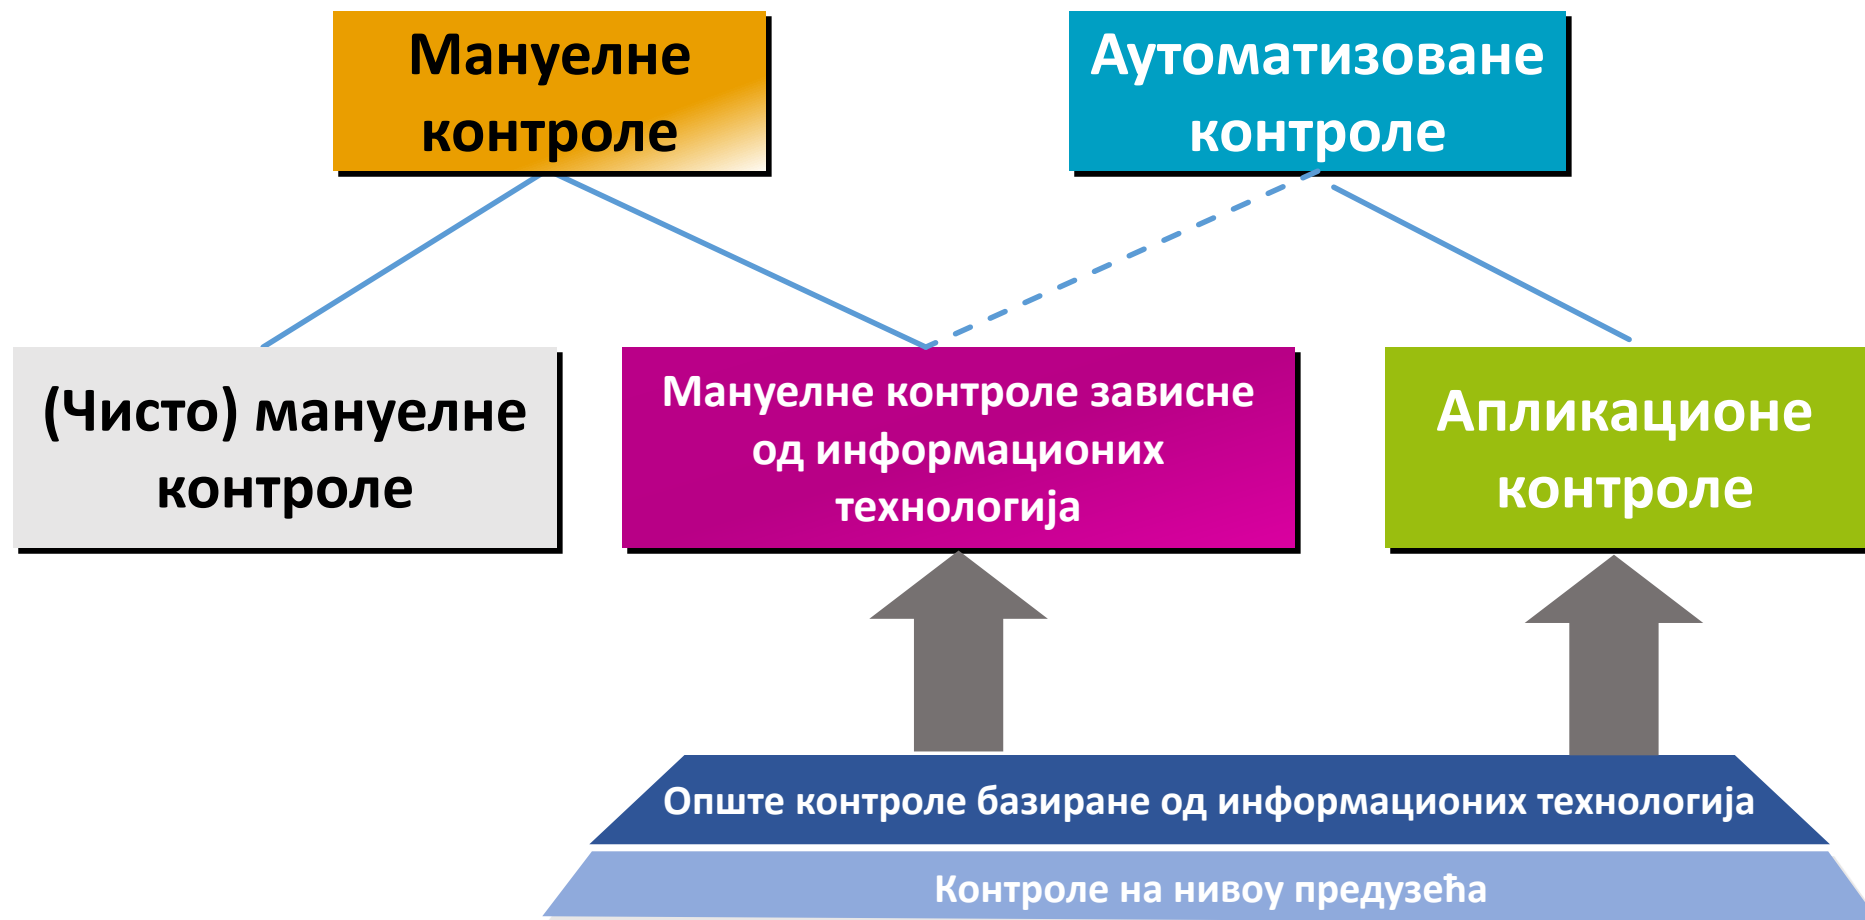 Мануелне
контроле
Аутоматизоване
контроле
(Чисто) мануелне
контроле
Мануелне контроле зависне
од информационих
технологија
Апликационе
контроле
Опште контроле базиране од информационих технологија
Контроле на нивоу предузећа